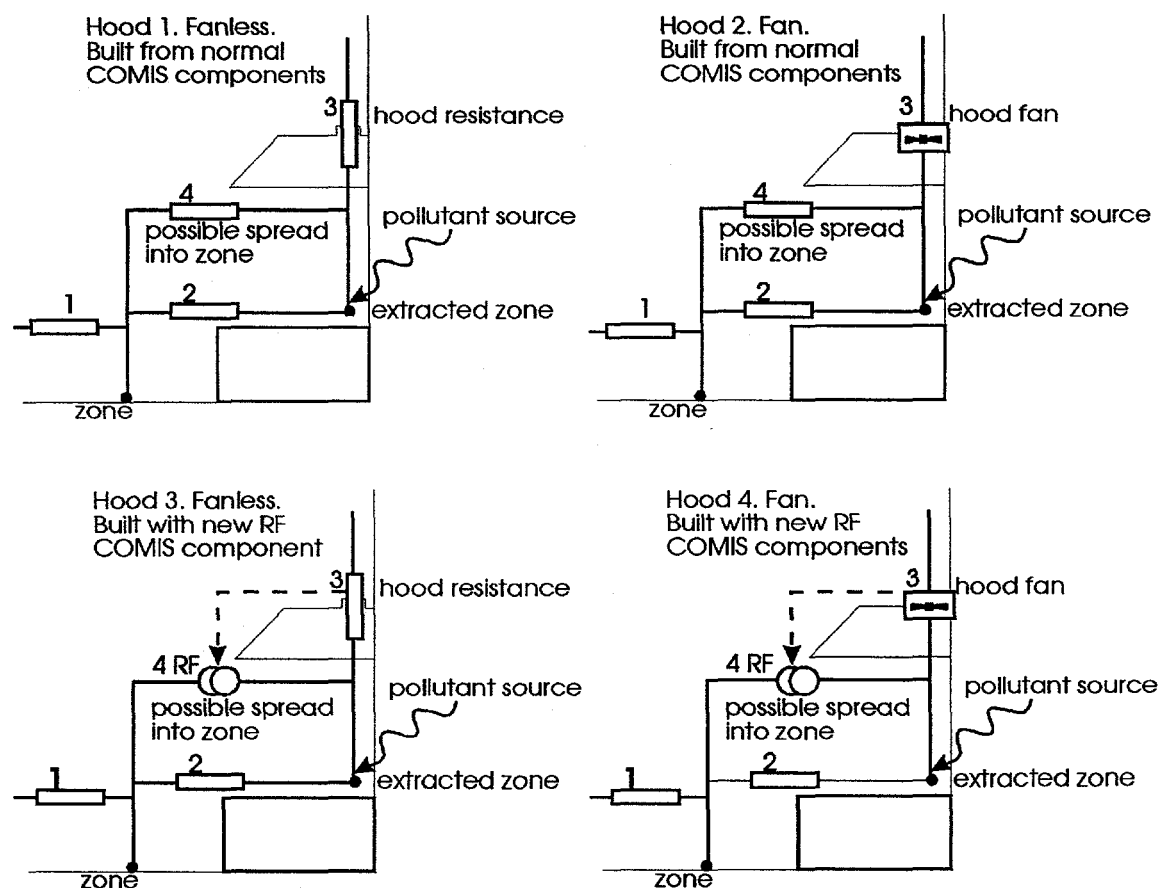 Hood 1. Fanless.
Built from normal
COMIS components
3
hood resistance
4
possible spread
into zone
pollutant source
1
2
extracted zone
zone
Hood 2. Fan.
Built from normal
COMIS components
3
hood fan
4
possible spread
into zone
pollutant source
1
2
extracted zone
zone
Hood 3. Fanless.
Built with new RF
COMIS component
3
hood resistance
4 RF
possible spread
into zone
pollutant source
1
2
extracted zone
zone
Hood 4. Fan.
Built with new RF
COMIS components
3
hood fan
4 RF
possible spread
into zone
pollutant source
1
2
extracted zone
zone